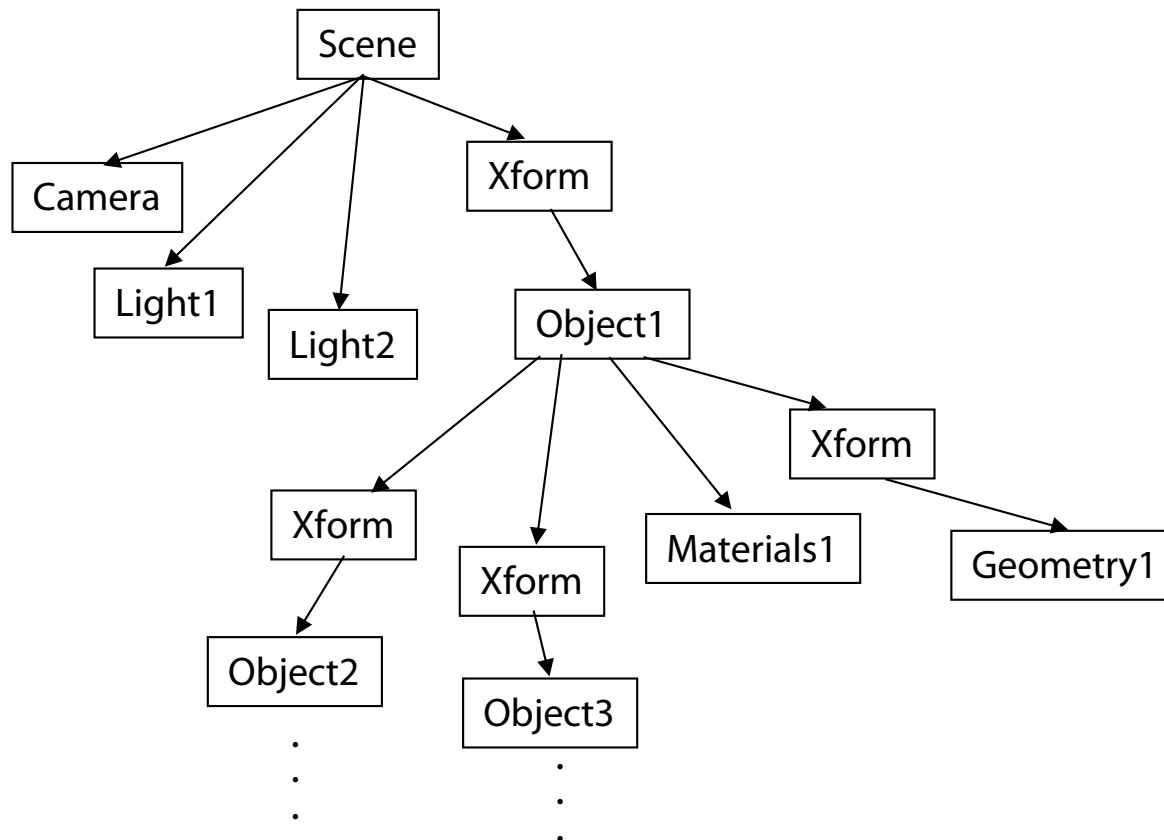 Scene
Camera
Xform
Light1
Light2
Object1
Xform
Xform
Materials1
Xform
Geometry1
Object2
Object3